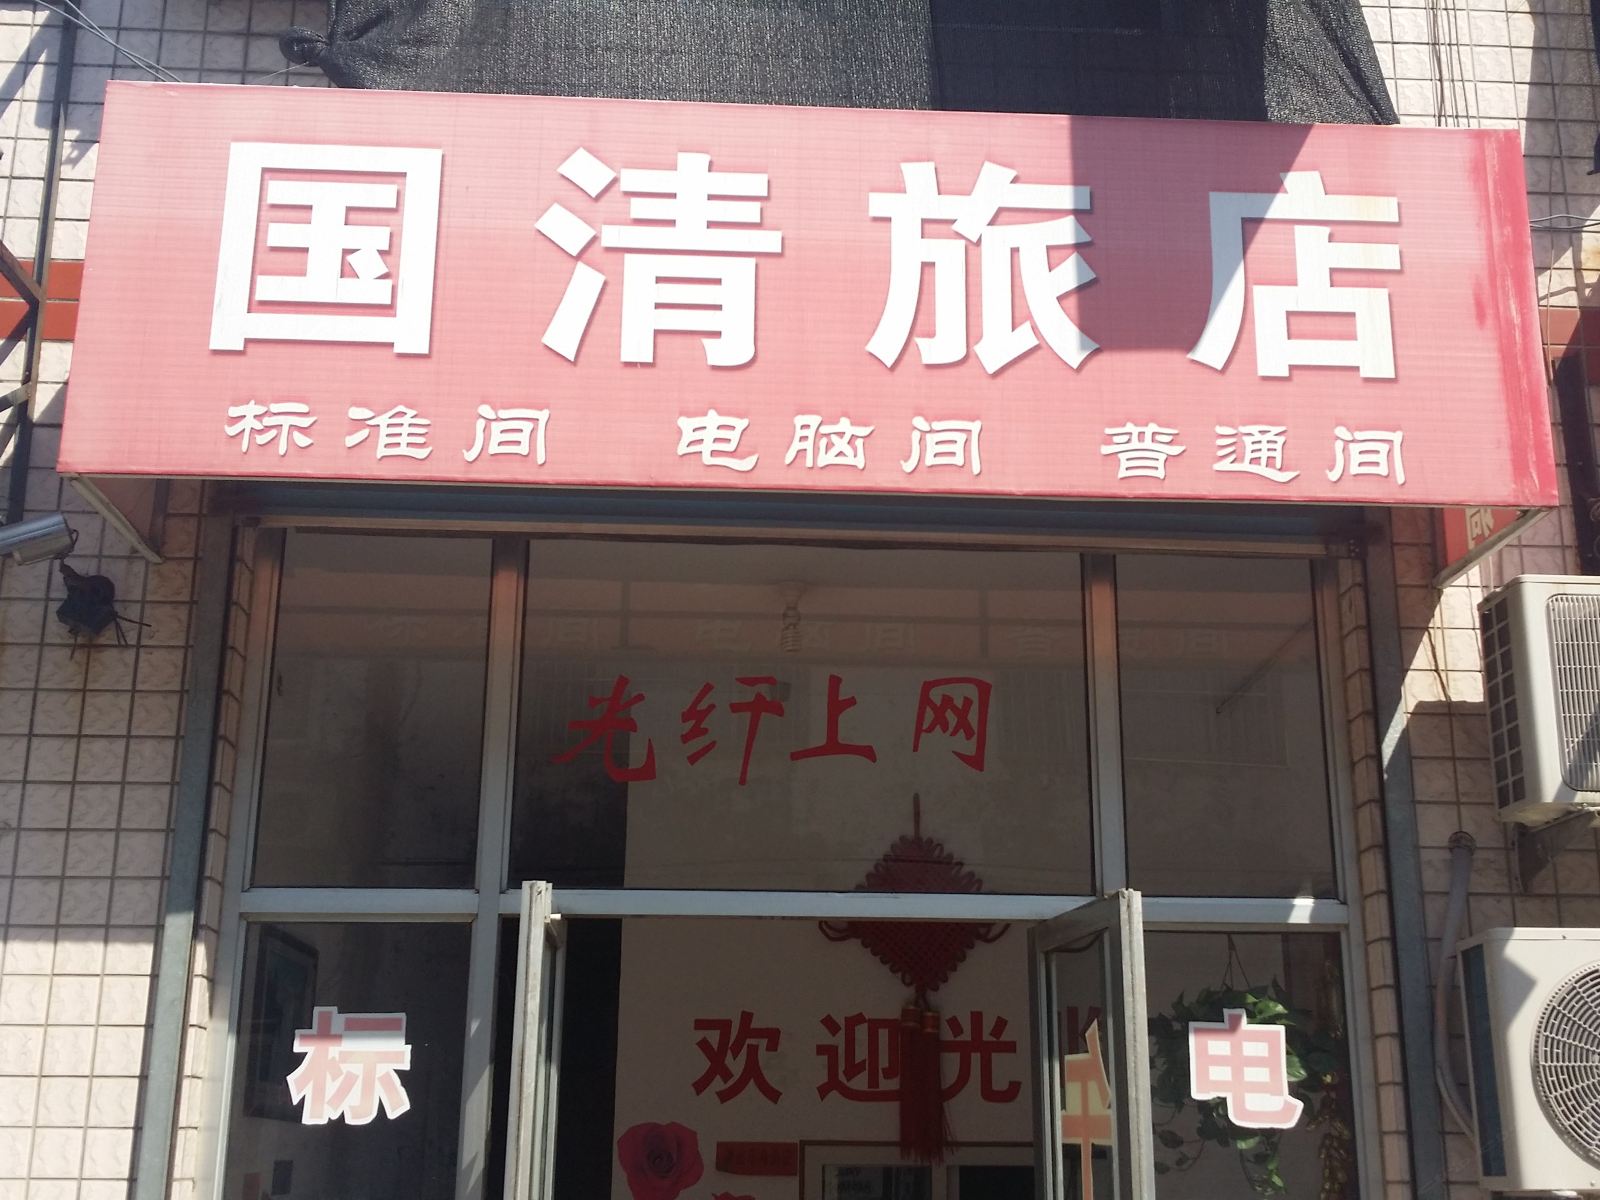 国清旅店
标准间 电脑间 普通间
光纤上网
欢迎光
标
电